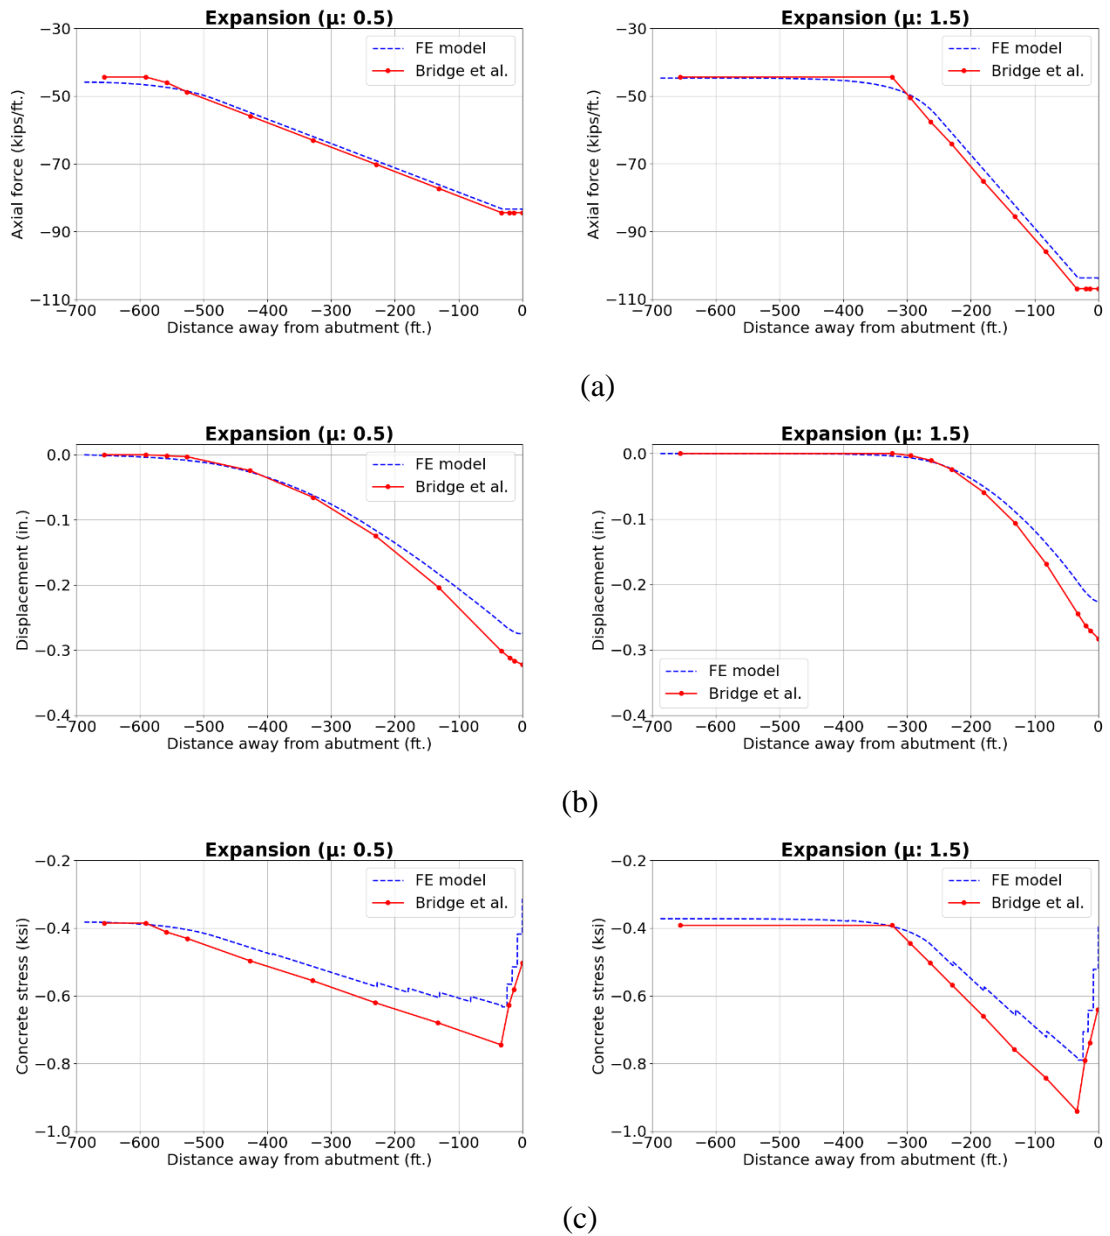 Expansion (μ: 0.5)
−30
−50
−70
−90
−110
Axial force (kips/ft.)
FE model
Bridge et al.
−700 −600 −500 −400 −300 −200 −100 0
Distance away from abutment (ft.)
Expansion (μ: 1.5)
−30
−50
−70
−90
−110
Axial force (kips/ft.)
FE model
Bridge et al.
−700 −600 −500 −400 −300 −200 −100 0
Distance away from abutment (ft.)
(a)
Expansion (μ: 0.5)
0.0
−0.1
−0.2
−0.3
−0.4
Displacement (in.)
FE model
Bridge et al.
−700 −600 −500 −400 −300 −200 −100 0
Distance away from abutment (ft.)
Expansion (μ: 1.5)
0.0
−0.1
−0.2
−0.3
−0.4
Displacement (in.)
FE model
Bridge et al.
−700 −600 −500 −400 −300 −200 −100 0
Distance away from abutment (ft.)
(b)
Expansion (μ: 0.5)
−0.2
−0.4
−0.6
−0.8
−1.0
Concrete stress (ksi)
FE model
Bridge et al.
−700 −600 −500 −400 −300 −200 −100 0
Distance away from abutment (ft.)
Expansion (μ: 1.5)
−0.2
−0.4
−0.6
−0.8
−1.0
Concrete stress (ksi)
FE model
Bridge et al.
−700 −600 −500 −400 −300 −200 −100 0
Distance away from abutment (ft.)
(c)